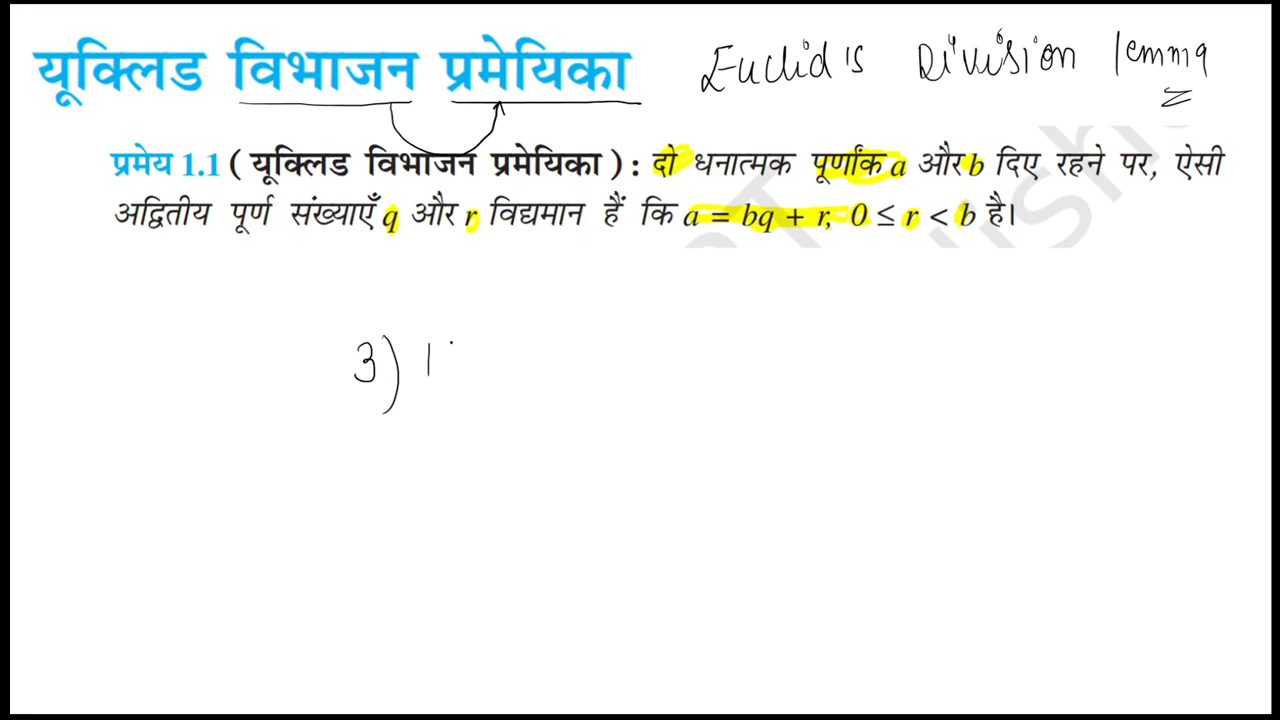 यूक्लिड विभाजन प्रमेयिका Euclid's Division lemma
प्रमेय 1.1 ( यूक्लिड विभाजन प्रमेयिका ) : दो धनात्मक पूर्णांक a और b दिए रहने पर, ऐसी
अद्वितीय पूर्ण संख्याएँ q और r विद्यमान हैं कि a = bq + r, 0 ≤ r < b है।
3) 1